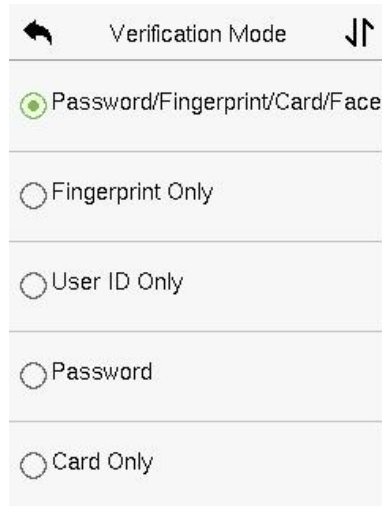 Verification Mode
Password/Fingerprint/Card/Face
Fingerprint Only
User ID Only
Password
Card Only